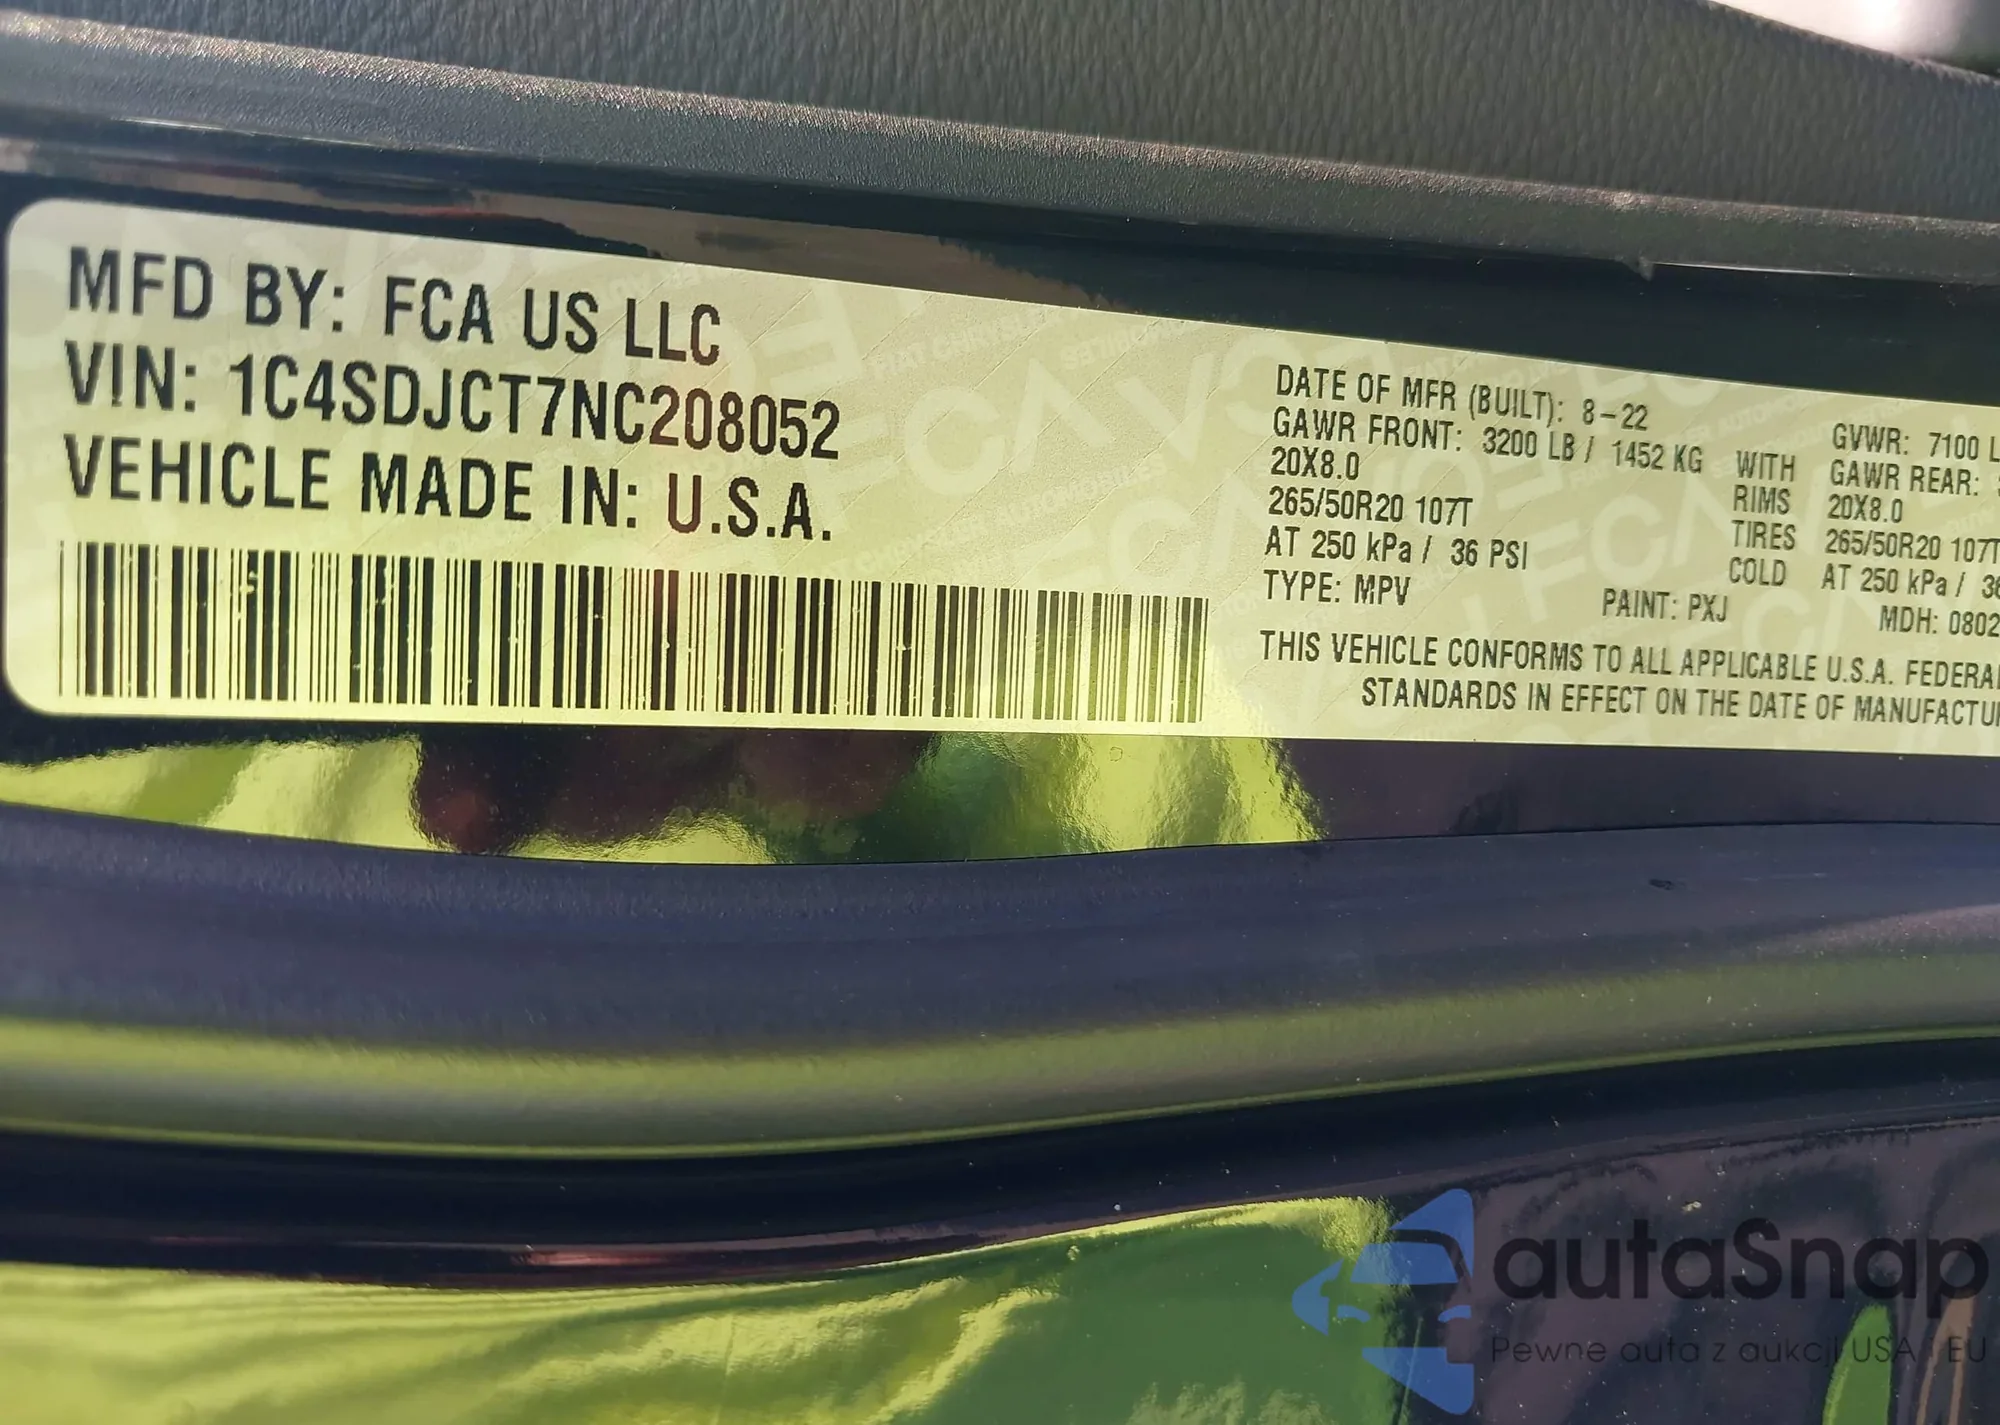 MFD BY: FCA US LLC
VIN: 1C4SDJCT7NC208052
VEHICLE MADE IN: U.S.A.
DATE OF MFR (BUILT): 8-22
GVWR: 7100 L
GAWR FRONT: 3200 LB / 1452 KG
WITH
GAWR REAR:
20X8.0
RIMS
20X8.0
265/50R20 107T
TIRES
265/50R20 107T
AT 250 kPa / 36 PSI
COLD
AT 250 kPa / 36
TYPE: MPV
PAINT: PXJ
MDH: 0802
THIS VEHICLE CONFORMS TO ALL APPLICABLE U.S.A. FEDERAL
STANDARDS IN EFFECT ON THE DATE OF MANUFACTU
autaSnap
Pewne auta z aukcji USA i EU